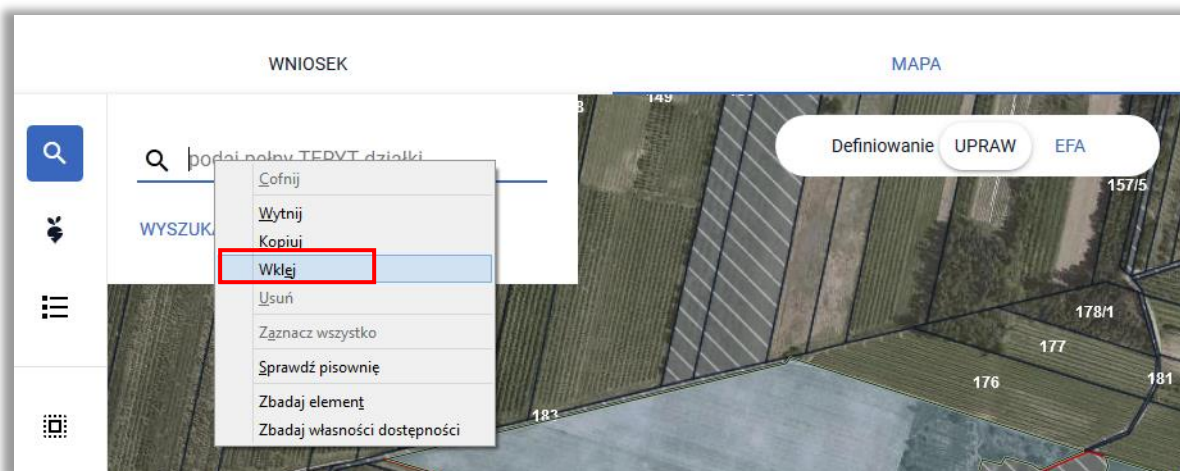 WNIOSEK
MAPA
149
Definiowanie UPRAW EFA
podaj pełny TERYT działki
157/5
WYSZUK
Cofnij
Wytnij
Kopiuj
Wklej
Usuń
Zaznacz wszystko
Sprawdź pisownię
Zbadaj element
Zbadaj własności dostępności
178/1
177
176
181
183